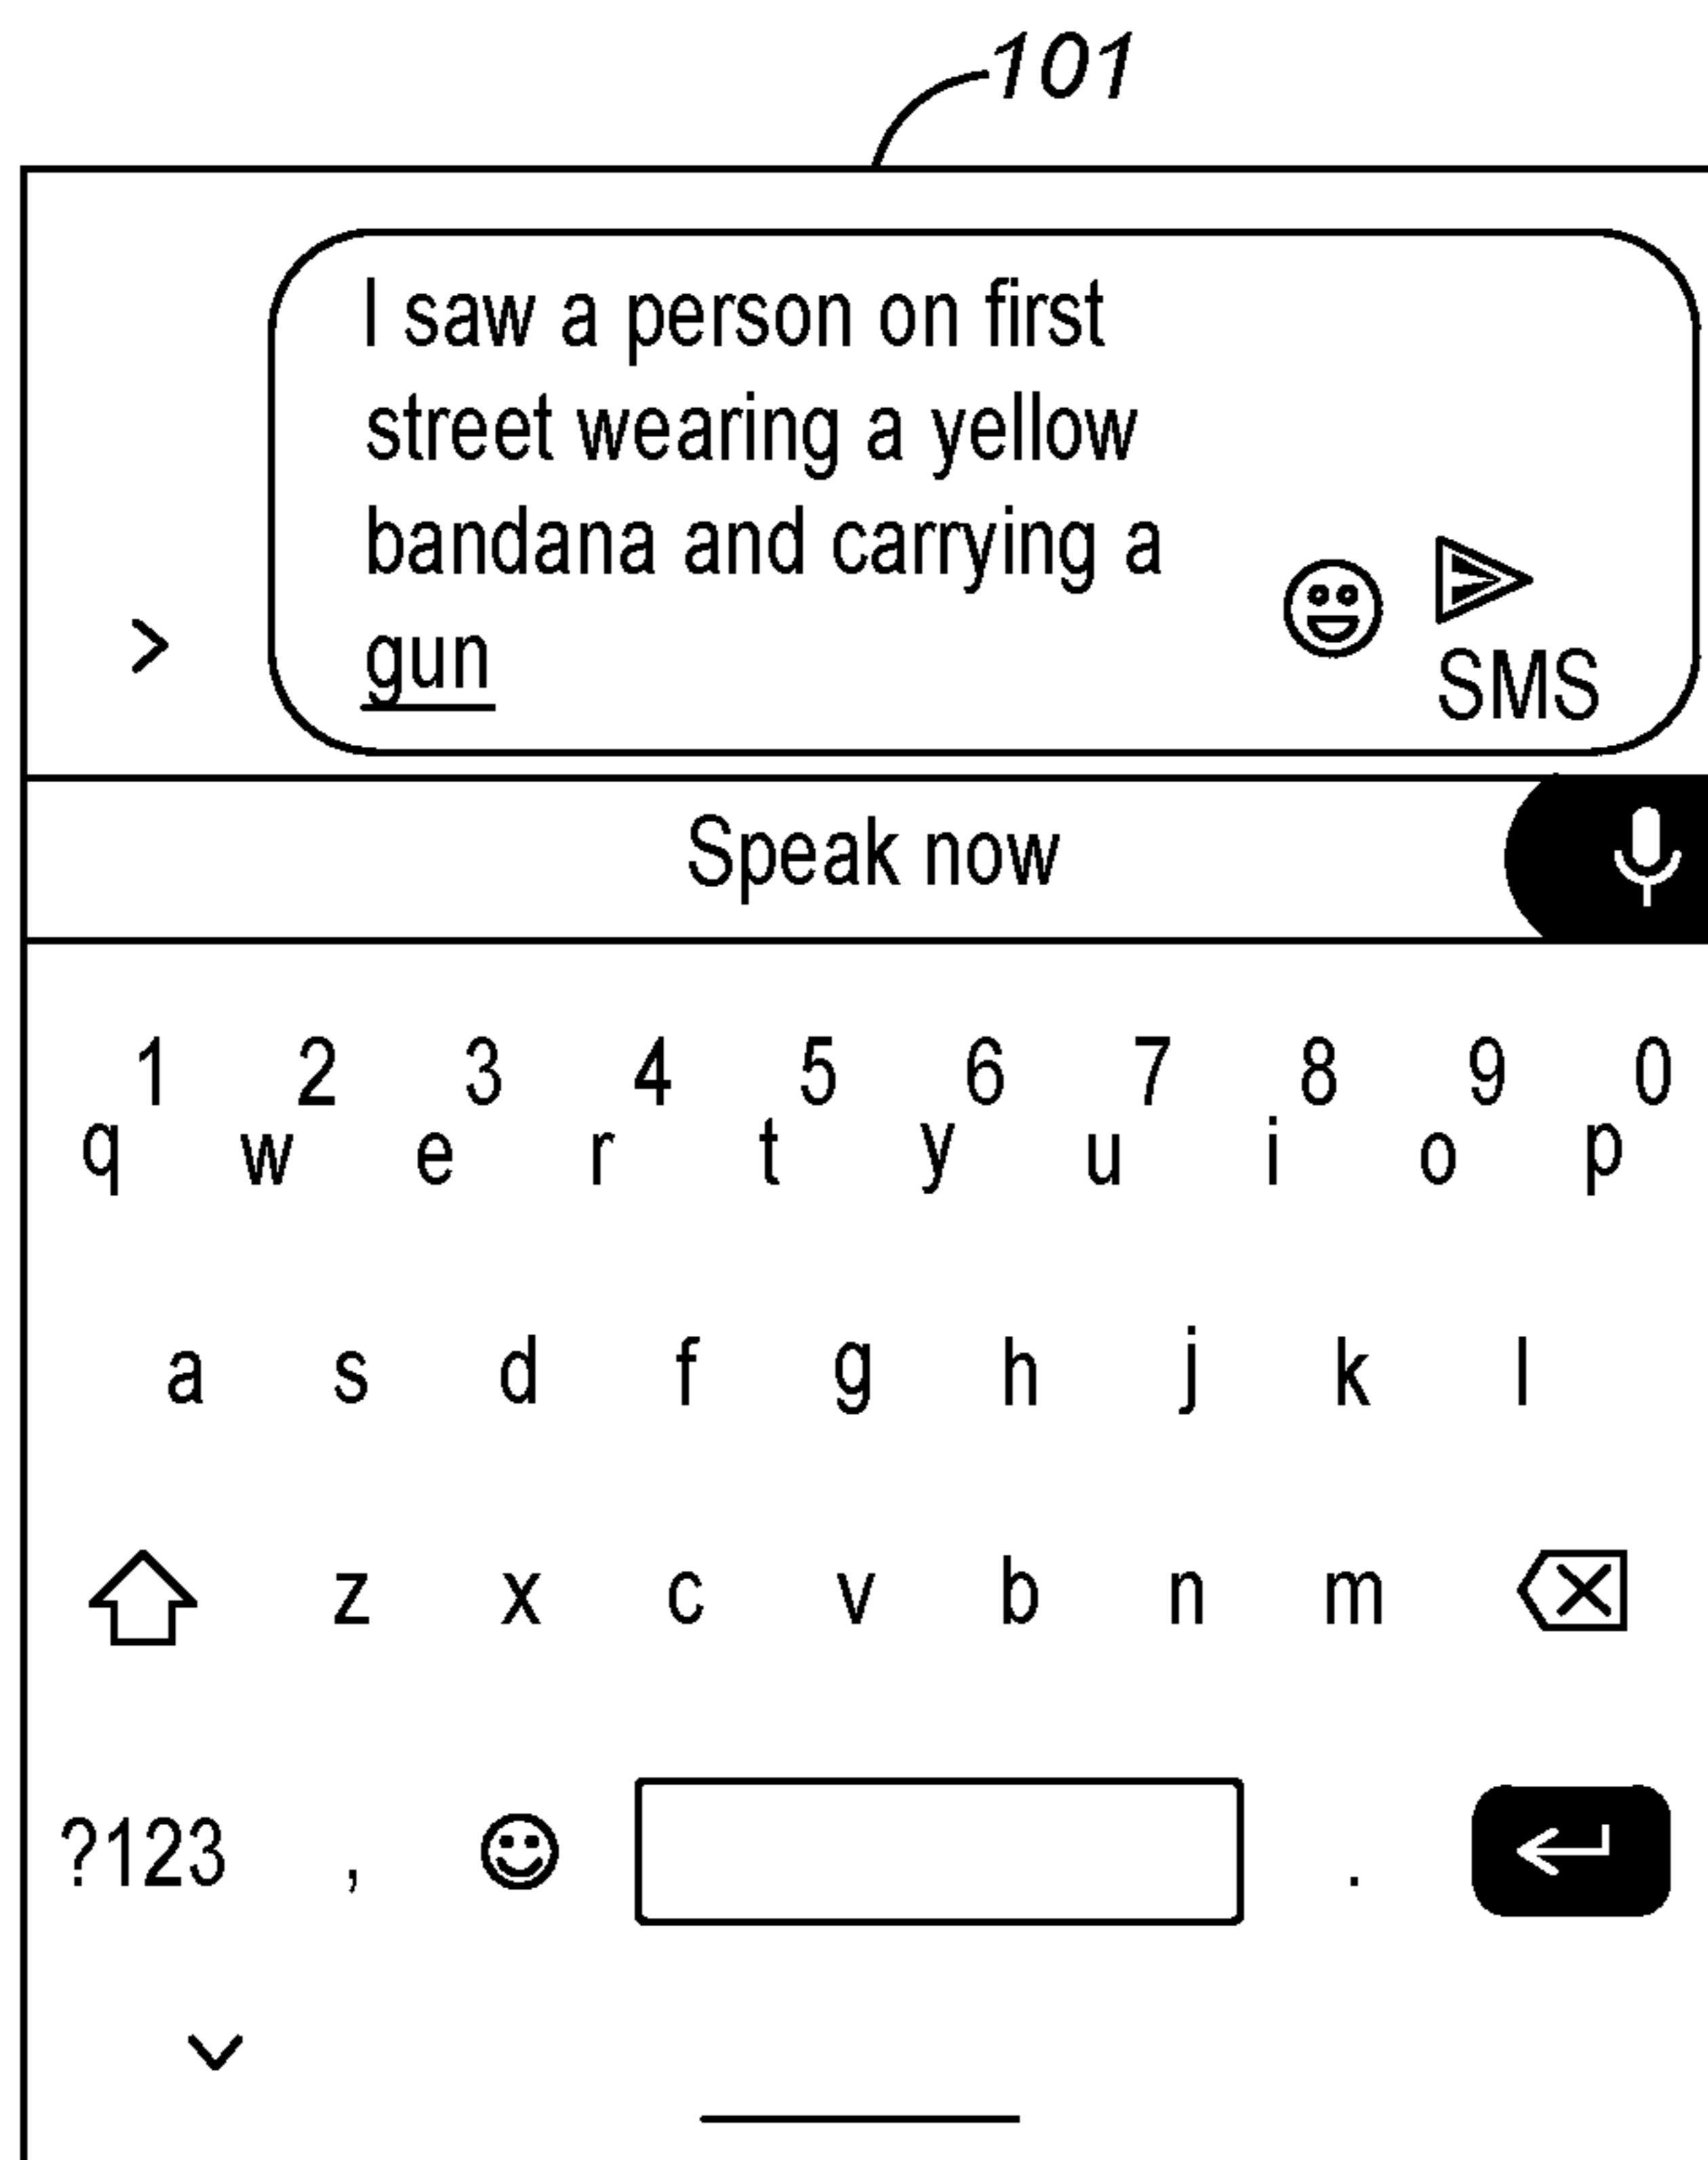 101
I saw a person on first
street wearing a yellow
bandana and carrying a
gun
SMS
Speak now
1 2 3 4 5 6 7 8 9 0
q w e r t y u i o p
a s d f g h j k l
z x c v b n m
?123 , .